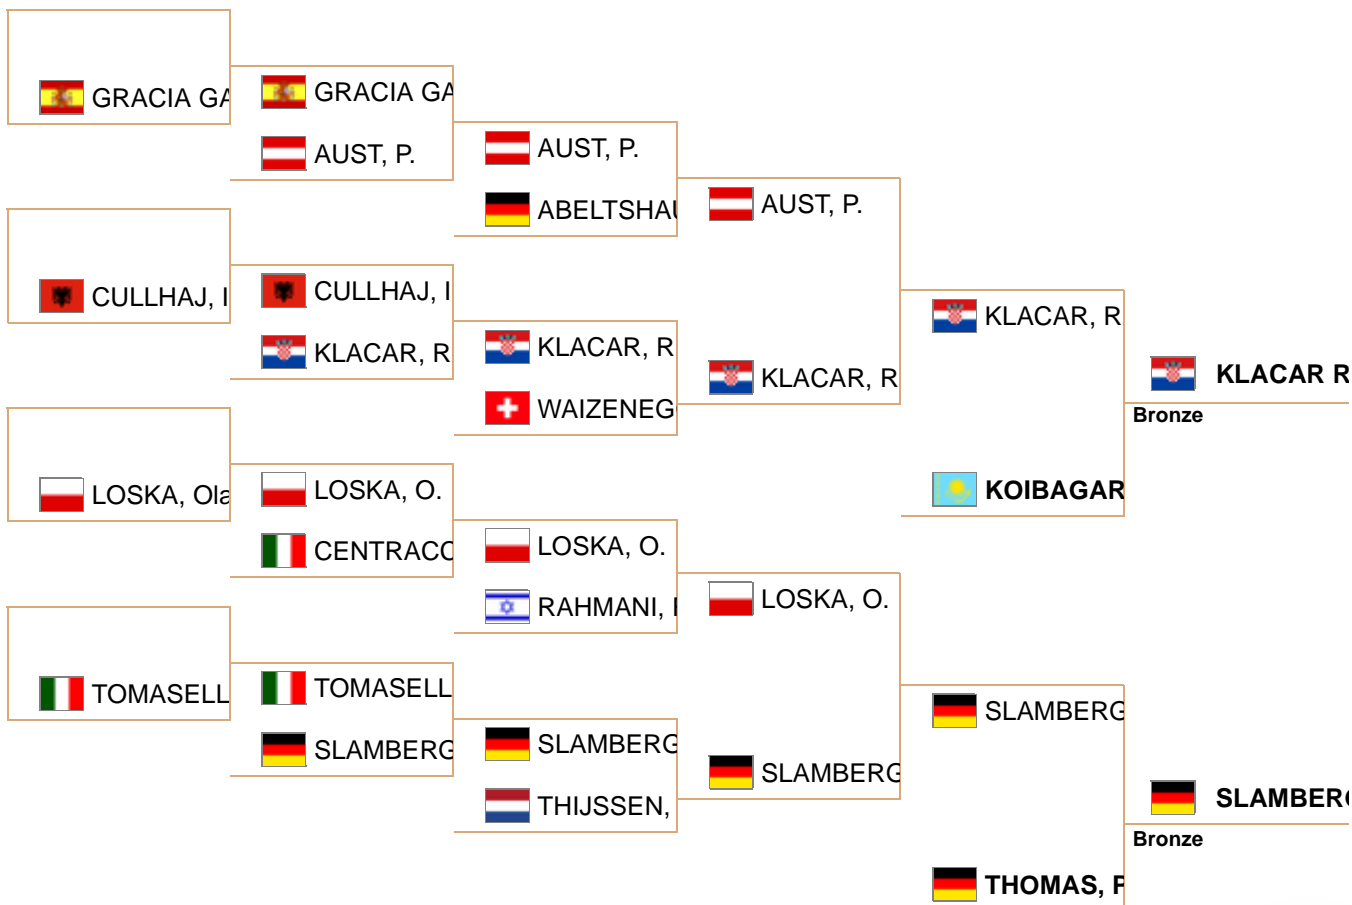 GRACIA GA
CULLHAJ, I
LOSKA, Ola
TOMASELL
GRACIA GA
AUST, P.
CULLHAJ, I
KLACAR, R
LOSKA, O.
CENTRACC
TOMASELL
SLAMBERG
AUST, P.
ABELTSHAU
KLACAR, R
WAIZENEG
LOSKA, O.
RAHMANI,
SLAMBERG
THIJSSEN,
AUST, P.
KLACAR, R
LOSKA, O.
SLAMBERG
KLACAR, R
KOIBAGAR
SLAMBERG
THOMAS, P
KLACAR R
Bronze
SLAMBERG
Bronze